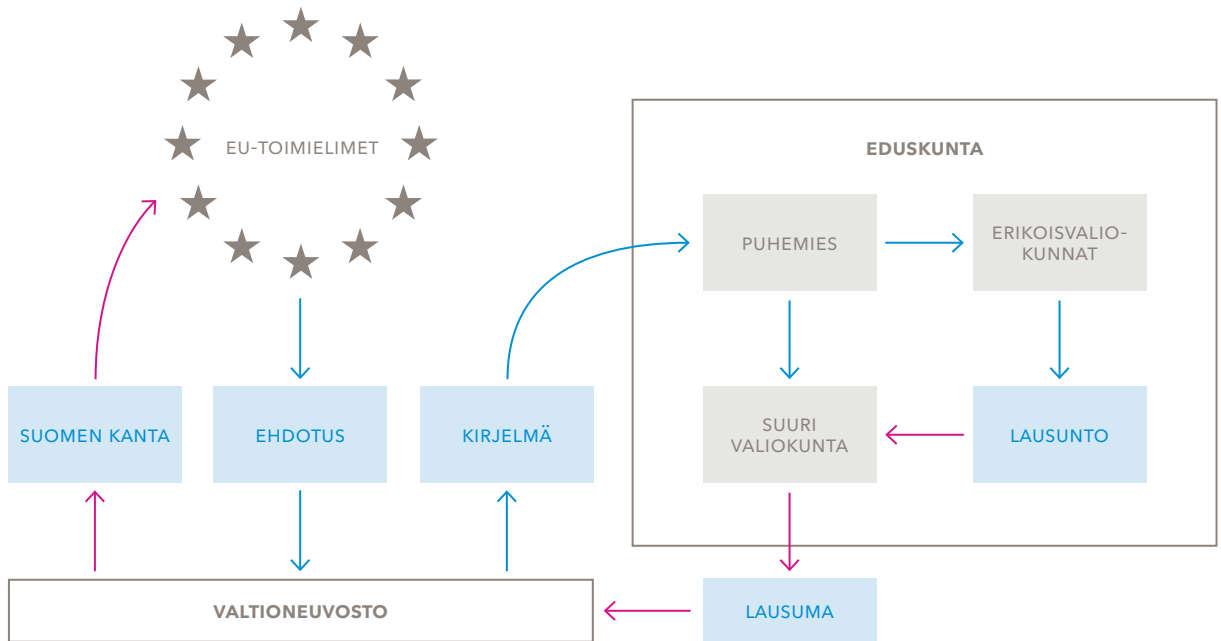 EU-TOIMIELIMET
EDUSKUNTA
PUHEMIES
ERIKOISVALIO-
KUNNAT
SUOMEN KANTA
EHDOTUS
KIRJELMÄ
SUURI
VALIOKUNTA
LAUSUNTO
VALTIONEUVOSTO
LAUSUMA